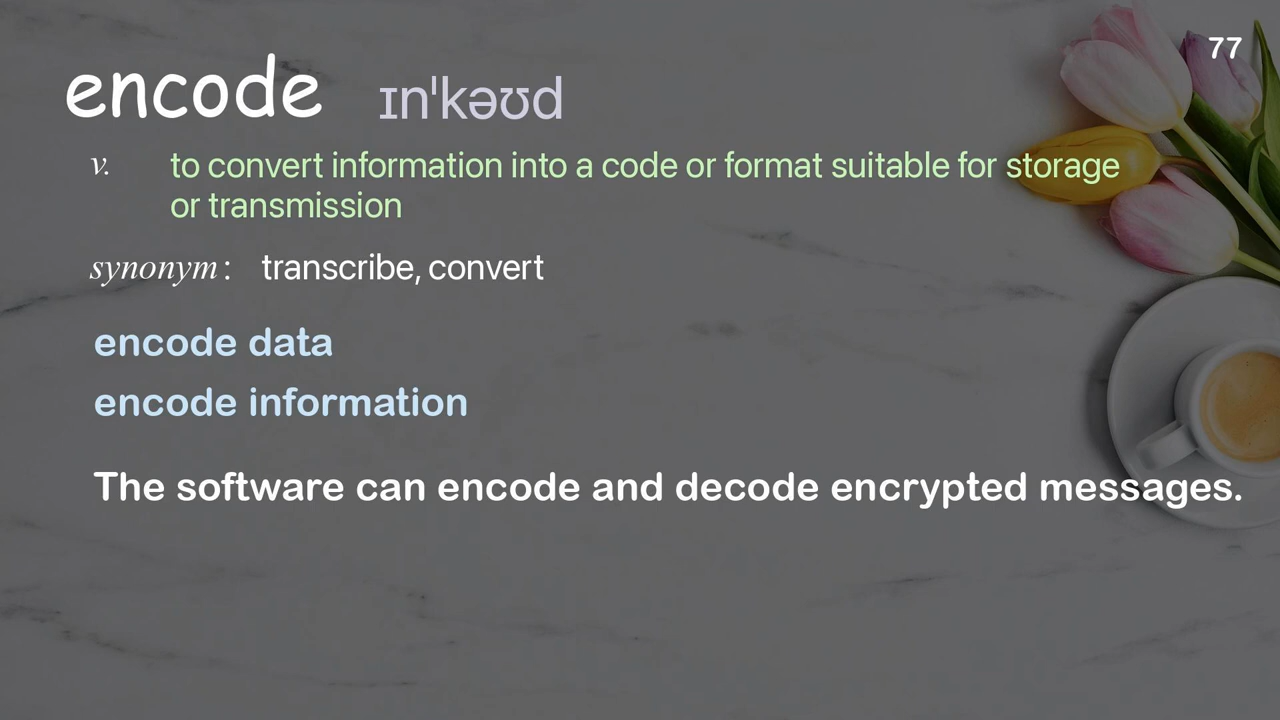 77
encode ɪnˈkəʊd
v. to convert information into a code or format suitable for storage
or transmission
synonym: transcribe, convert
encode data
encode information
The software can encode and decode encrypted messages.